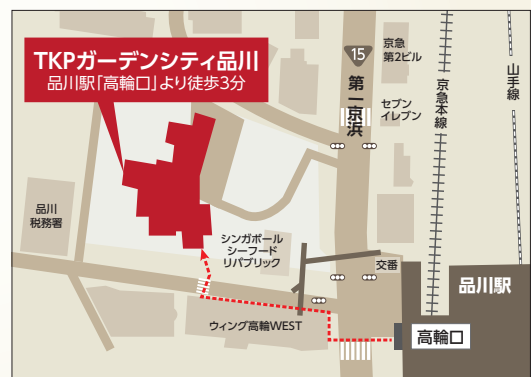 TKPガーデンシティ品川
品川駅「高輪口」より徒歩3分
15
第一京浜
京急
第2ビル
セブン
イレブン
京急本線
山手線
品川
税務署
シンガポール
シーフード
リパブリック
交番
品川駅
ウィング高輪WEST
高輪口